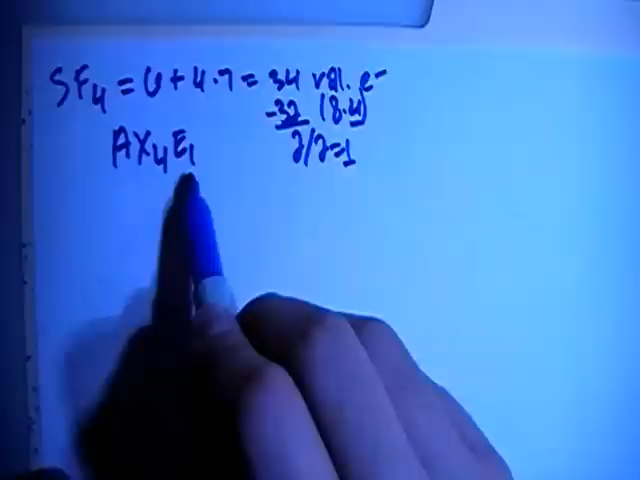 SF4 = 6 + 4·7 = 34 val. e-
-32 (8·4)
AX4E1 2/2=1